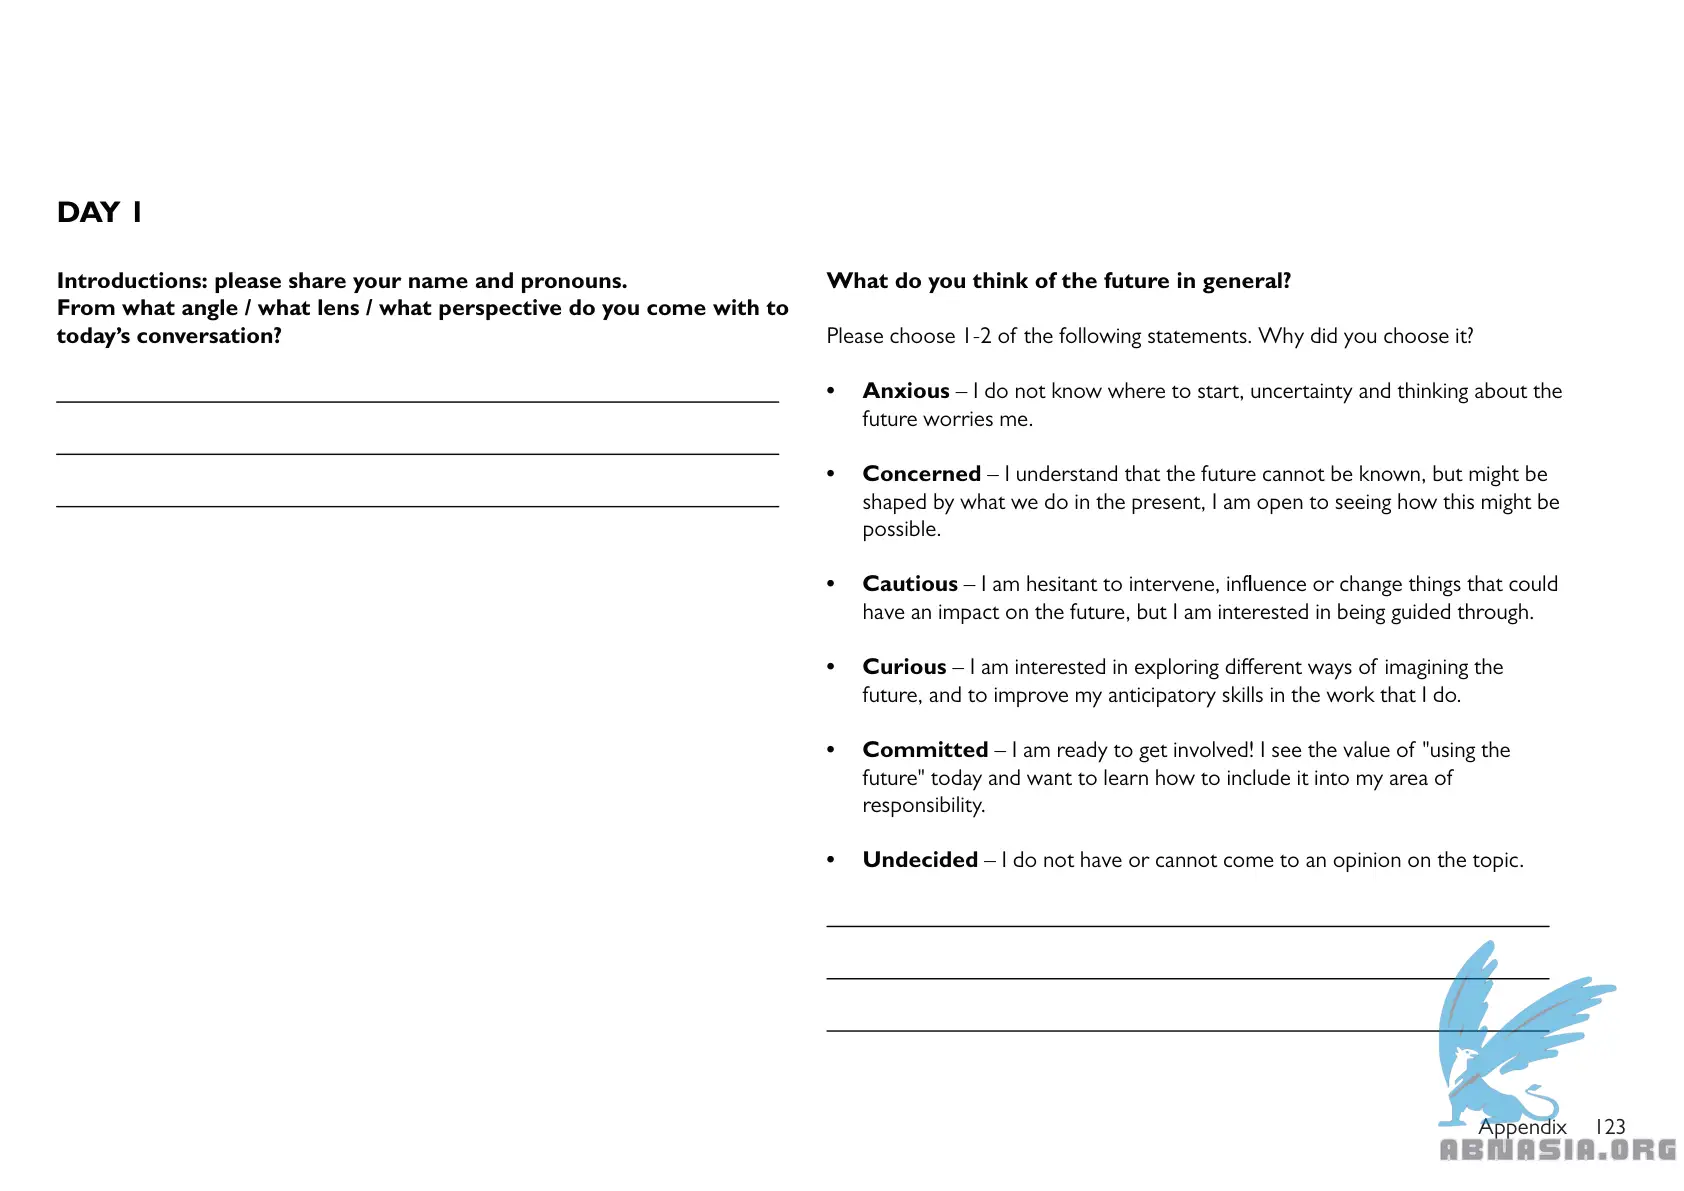 DAY 1
Introductions: please share your name and pronouns.
From what angle / what lens / what perspective do you come with to
today’s conversation?
What do you think of the future in general?
Please choose 1-2 of the following statements. Why did you choose it?
• Anxious – I do not know where to start, uncertainty and thinking about the
future worries me.
• Concerned – I understand that the future cannot be known, but might be
shaped by what we do in the present, I am open to seeing how this might be
possible.
• Cautious – I am hesitant to intervene, influence or change things that could
have an impact on the future, but I am interested in being guided through.
• Curious – I am interested in exploring different ways of imagining the
future, and to improve my anticipatory skills in the work that I do.
• Committed – I am ready to get involved! I see the value of "using the
future" today and want to learn how to include it into my area of
responsibility.
• Undecided – I do not have or cannot come to an opinion on the topic.
Appendix 123
ABNASIA.ORG